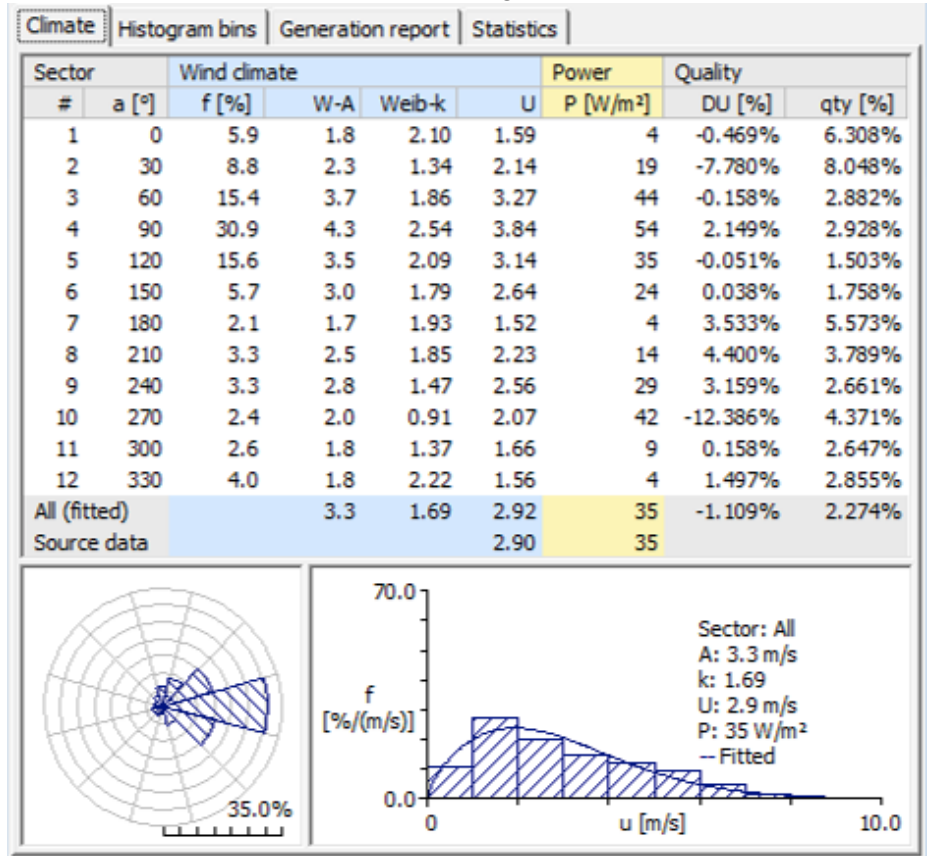 Climate Histogram bins Generation report Statistics
Sector Wind climate Power Quality
# a [°] f [%] W-A Weib-k U P [W/m²] DU [%] qty [%]
1 0 5.9 1.8 2.10 1.59 4 -0.469% 6.308%
2 30 8.8 2.3 1.34 2.14 19 -7.780% 8.048%
3 60 15.4 3.7 1.86 3.27 44 -0.158% 2.882%
4 90 30.9 4.3 2.54 3.84 54 2.149% 2.928%
5 120 15.6 3.5 2.09 3.14 35 -0.051% 1.503%
6 150 5.7 3.0 1.79 2.64 24 0.038% 1.758%
7 180 2.1 1.7 1.93 1.52 4 3.533% 5.573%
8 210 3.3 2.5 1.85 2.23 14 4.400% 3.789%
9 240 3.3 2.8 1.47 2.56 29 3.159% 2.661%
10 270 2.4 2.0 0.91 2.07 42 -12.386% 4.371%
11 300 2.6 1.8 1.37 1.66 9 0.158% 2.647%
12 330 4.0 1.8 2.22 1.56 4 1.497% 2.855%
All (fitted) 3.3 1.69 2.92 35 -1.109% 2.274%
Source data 2.90 35
35.0%
70.0
f
[%/(m/s)]
0.0
0 u [m/s] 10.0
Sector: All
A: 3.3 m/s
k: 1.69
U: 2.9 m/s
P: 35 W/m²
-- Fitted